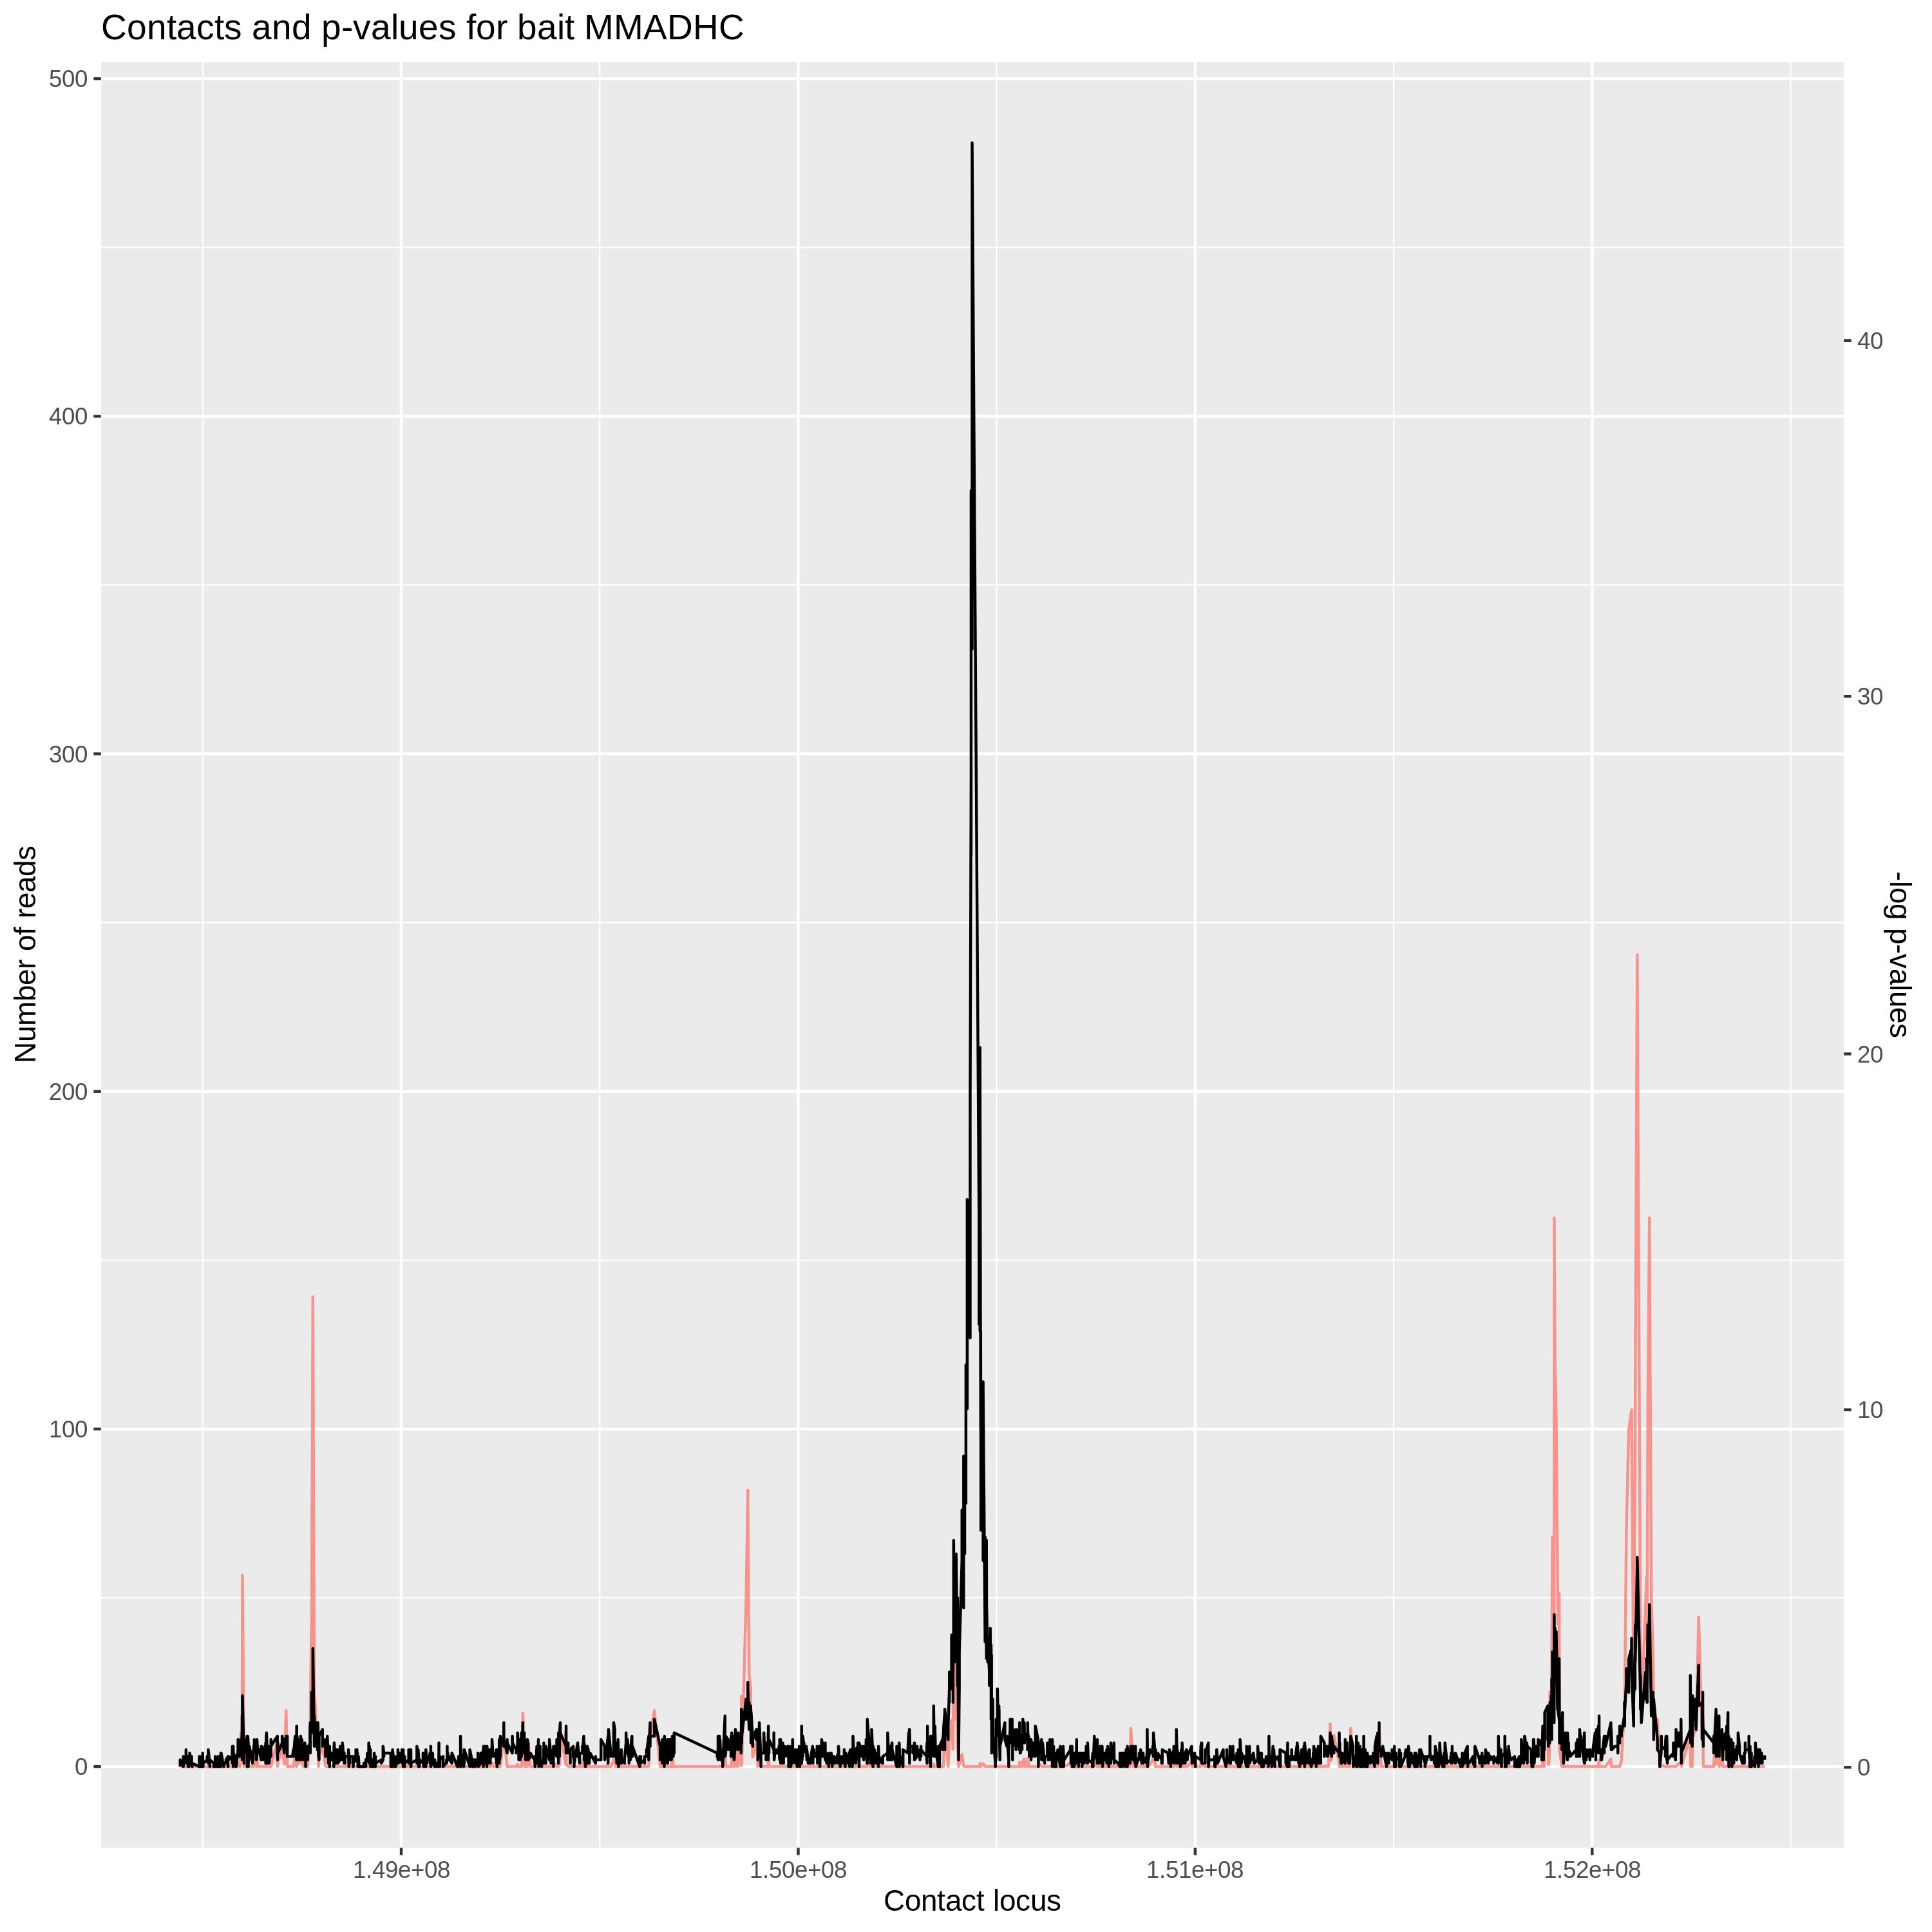 Contacts and p-values for bait MMADHC
500
400
300
200
100
0
Number of reads
40
30
20
10
0
-log p-values
1.49e+08
1.50e+08
1.51e+08
1.52e+08
Contact locus